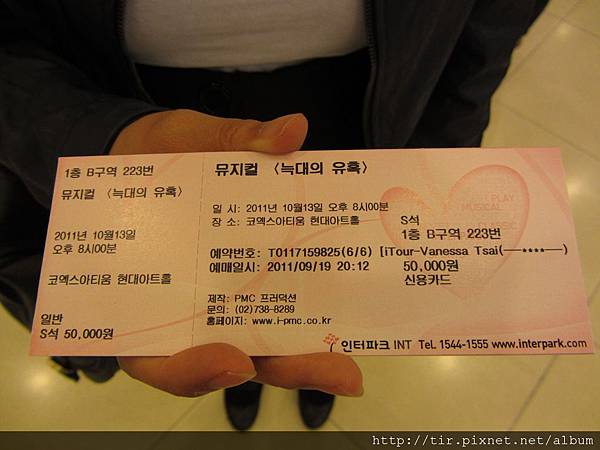 1층 B구역 223번
뮤지컬 〈늑대의 유혹〉
2011년 10월13일
오후 8시00분
코엑스아티움 현대아트홀
일반
S석 50,000원
뮤지컬 〈늑대의 유혹〉
일 시: 2011년 10월13일 오후 8시00분
장 소: 코엑스아티움 현대아트홀 S석
1층 B구역 223번
예약번호: T0117159825(6/6) [iTour-Vanessa Tsai(──****──)
예매일시: 2011/09/19 20:12 50,000원
신용카드
제작: PMC 프러덕션
문의: (02)738-8289
홈페이지: www.i-pmc.co.kr
PLAY
MUSICAL
CLASSIC
인터파크 INT TeL 1544-1555 www.interpark.com
http://tir.pixnet.net/album